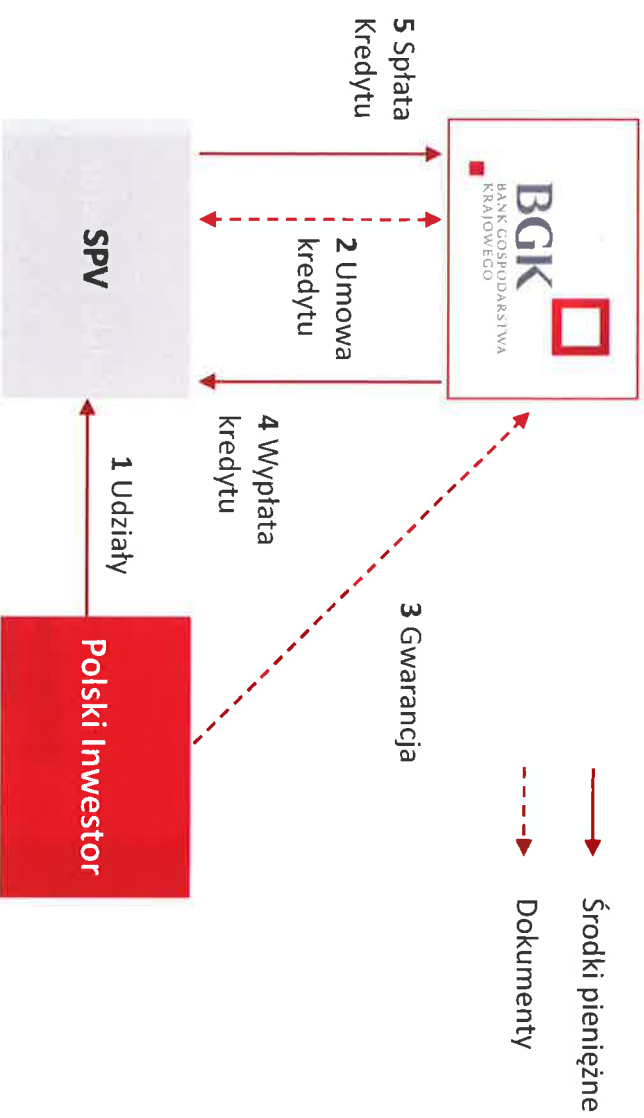 Środki pieniężne
Dokumenty
BGK
BANK GOSPODARSTWA
KRAJOWEGO
5 Spłata
Kredytu
2 Umowa
kredytu
4 Wypłata
kredytu
3 Gwarancja
SPV
1 Udziały
Polski Inwestor